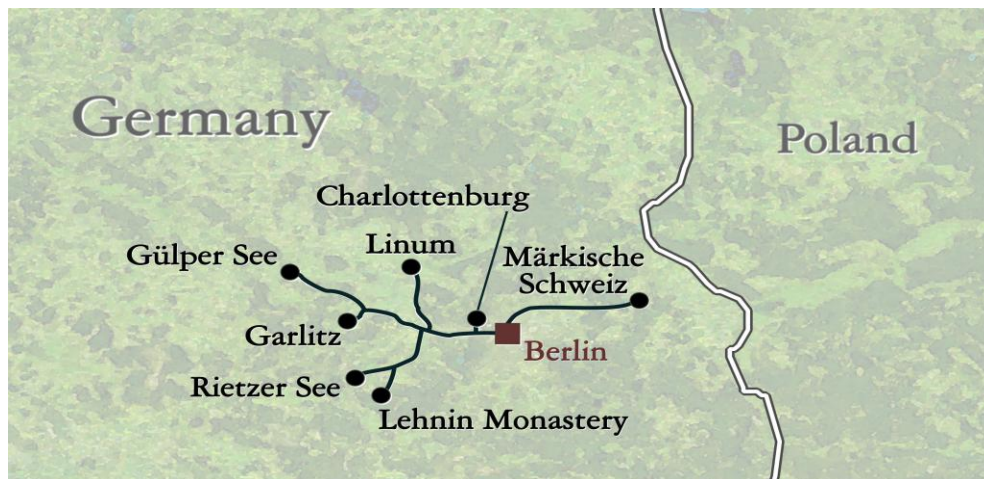 Germany
Poland
Charlottenburg
Linum
Gülper See
Märkische
Schweiz
Garlitz
Berlin
Rietzer See
Lehnin Monastery